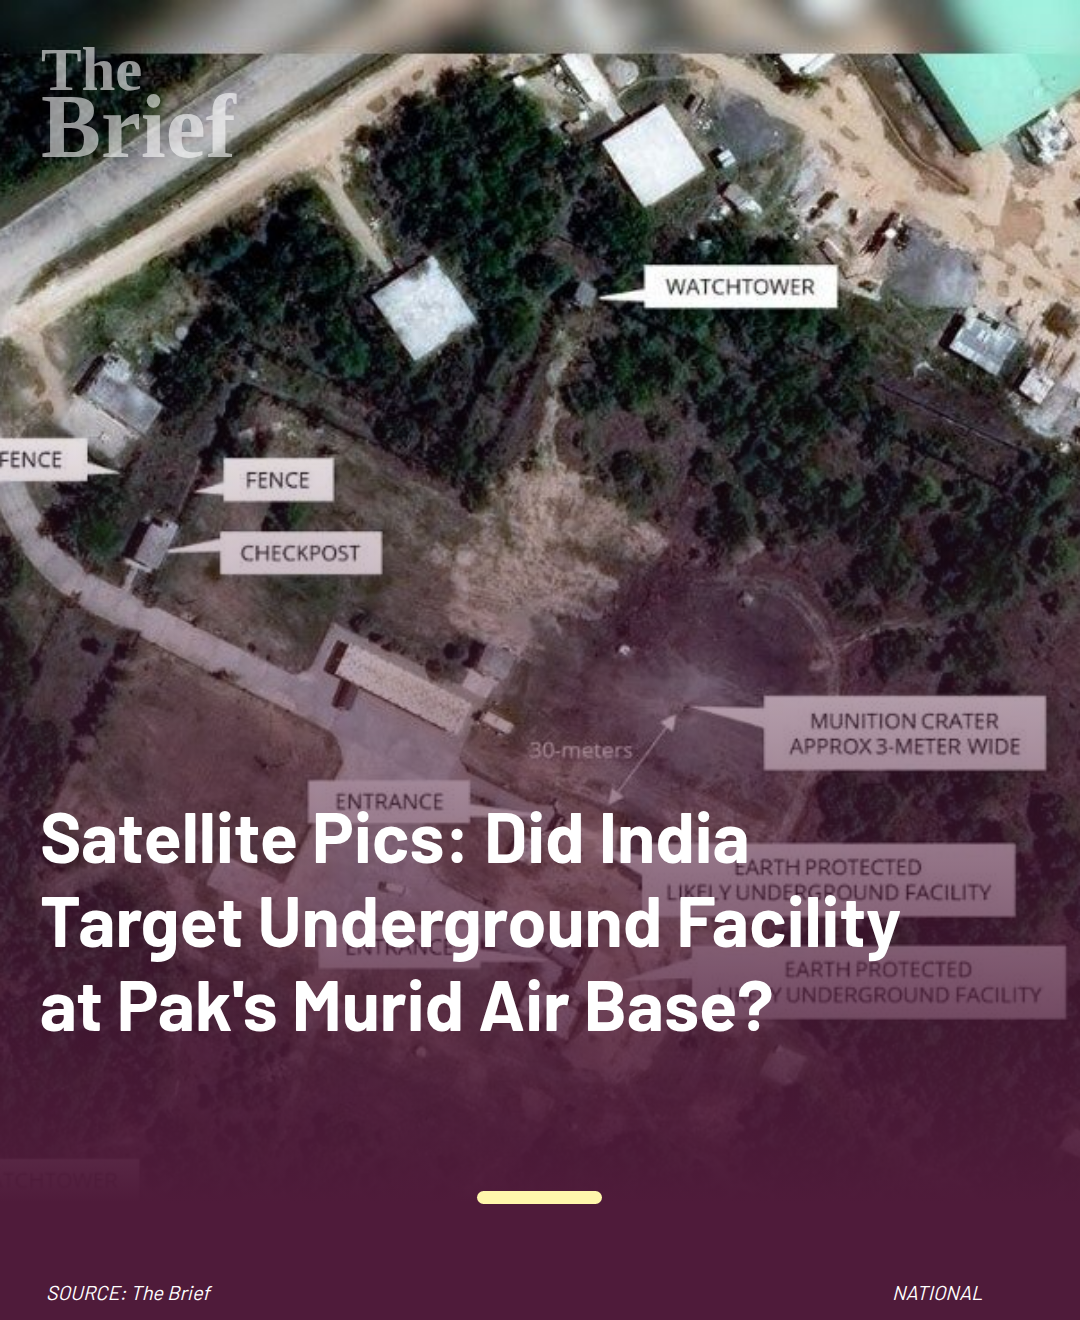 The
Brief
WATCHTOWER
FENCE
FENCE
CHECKPOST
MUNITION CRATER
APPROX 3-METER WIDE
30-meters
ENTRANCE
Satellite Pics: Did India
Target Underground Facility
at Pak's Murid Air Base?
EARTH PROTECTED
LIKELY UNDERGROUND FACILITY
ENTRANCE
EARTH PROTECTED
LIKELY UNDERGROUND FACILITY
TCHTOWER
SOURCE: The Brief
NATIONAL